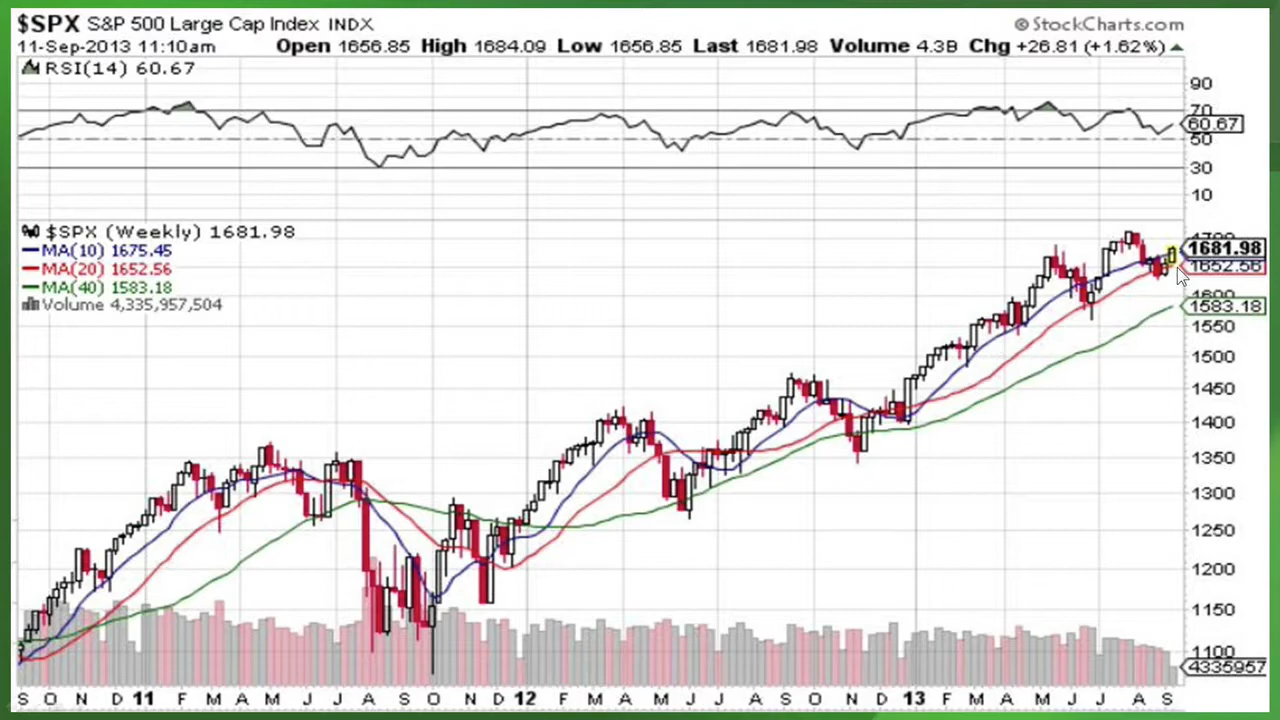 $SPX S&P 500 Large Cap Index INDX © StockCharts.com
11-Sep-2013 11:10am Open 1656.85 High 1684.09 Low 1656.85 Last 1681.98 Volume 4.3B Chg +26.81 (+1.62%)
RSI(14) 60.67
90
70
60.67
50
30
10
$SPX (Weekly) 1681.98
MA(10) 1675.45
MA(20) 1652.56
MA(40) 1583.18
Volume 4,335,957,504
1700
1681.98
1652.56
1600
1583.18
1550
1500
1450
1400
1350
1300
1250
1200
1150
1100
4335957
S O N D 11 F M A M J J A S O N D 12 F M A M J J A S O N D 13 F M A M J J A S